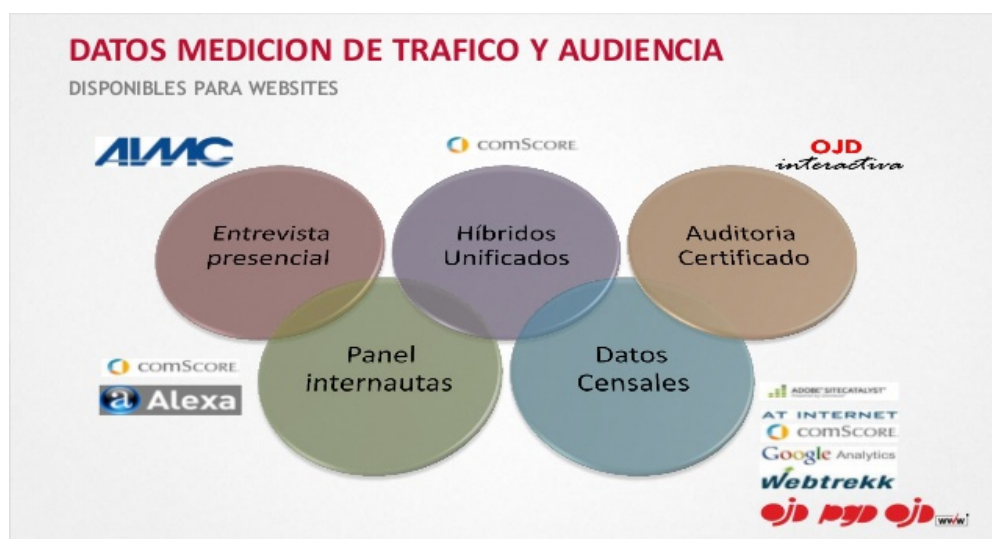 DATOS MEDICION DE TRAFICO Y AUDIENCIA
DISPONIBLES PARA WEBSITES
AIMC
comSCORE
OJD
interactiva
Entrevista
presencial
Híbridos
Unificados
Auditoria
Certificado
Panel
internautas
Datos
Censales
comSCORE
a Alexa
ADOBE® SITECATALYST®
AT INTERNET
comSCORE
Google Analytics
Webtrekk
ojd pgd ojd www